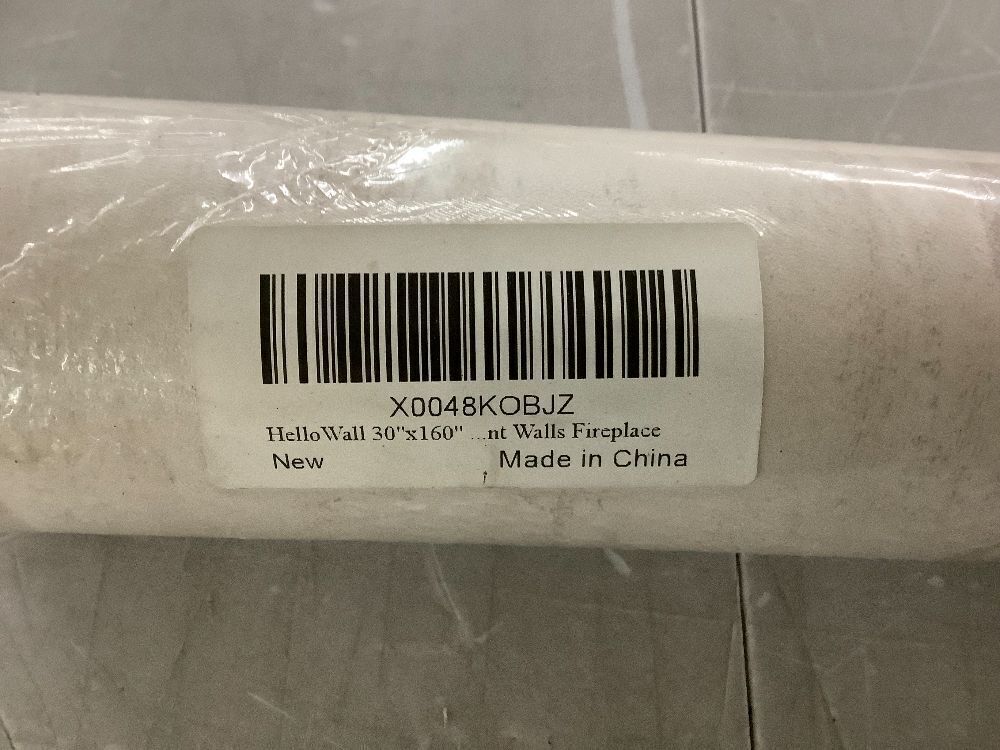 X0048KOBJZ
HelloWall 30"x160" ...nt Walls Fireplace
New Made in China